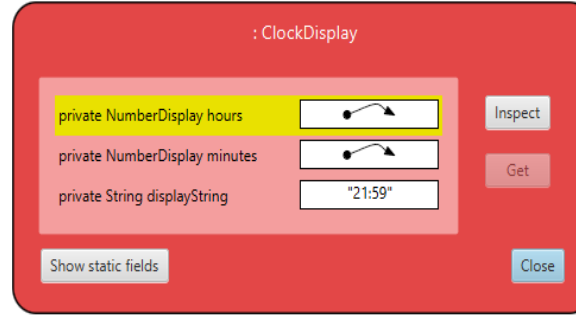 : ClockDisplay
private NumberDisplay hours
Inspect
private NumberDisplay minutes
Get
private String displayString "21:59"
Show static fields
Close